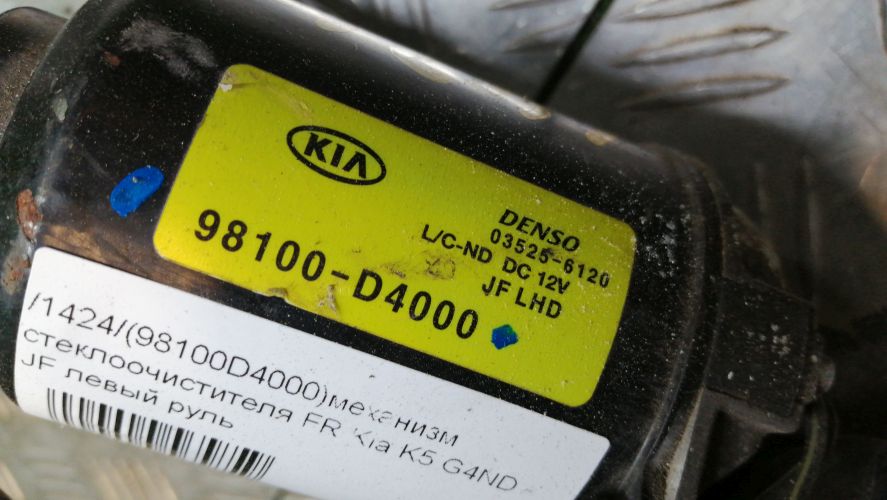 KIA
DENSO
03525-6120
L/C-ND DC 12V
JF LHD
98100-D4000
/1424/(98100D4000)механизм
стеклоочистителя FR Kia K5 G4ND
JF левый руль